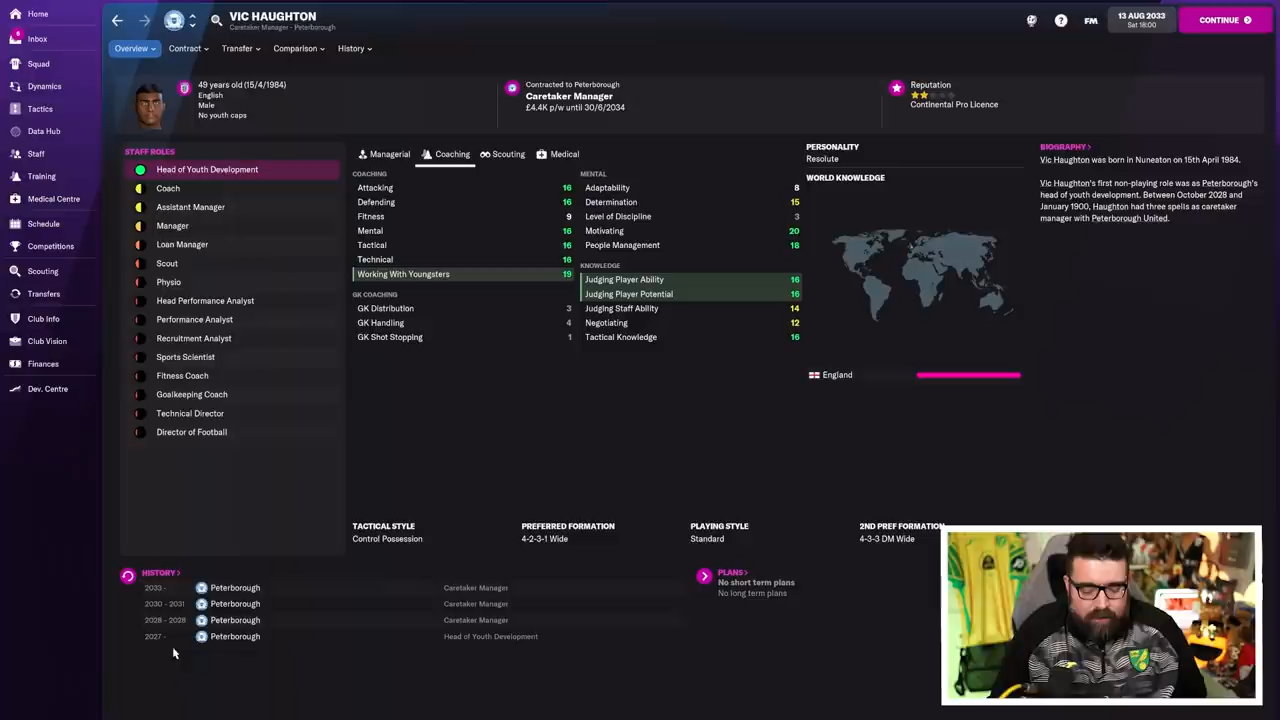 Home
VIC HAUGHTON
Caretaker Manager - Peterborough
13 AUG 2033
Sat 18:00
FM
CONTINUE
6
Inbox
Squad
Dynamics
Tactics
Data Hub
Staff
Training
Medical Centre
Schedule
Competitions
Scouting
Transfers
Club Info
Club Vision
Finances
Dev. Centre
Overview
Contract
Transfer
Comparison
History
49 years old (15/4/1984)
English
Male
No youth caps
Contracted to Peterborough
Caretaker Manager
£4.4K p/w until 30/6/2034
Reputation
Continental Pro Licence
STAFF ROLES
Head of Youth Development
Coach
Assistant Manager
Manager
Loan Manager
Scout
Physio
Head Performance Analyst
Performance Analyst
Recruitment Analyst
Sports Scientist
Fitness Coach
Goalkeeping Coach
Technical Director
Director of Football
Managerial
Coaching
Scouting
Medical
COACHING
Attacking 16
Defending 16
Fitness 9
Mental 16
Tactical 16
Technical 16
Working With Youngsters 19
GK COACHING
GK Distribution 3
GK Handling 4
GK Shot Stopping 1
MENTAL
Adaptability 8
Determination 15
Level of Discipline 3
Motivating 20
People Management 18
KNOWLEDGE
Judging Player Ability 16
Judging Player Potential 16
Judging Staff Ability 14
Negotiating 12
Tactical Knowledge 16
PERSONALITY
Resolute
WORLD KNOWLEDGE
England
BIOGRAPHY >
Vic Haughton was born in Nuneaton on 15th April 1984.
Vic Haughton's first non-playing role was as Peterborough's
head of youth development. Between October 2028 and
January 1900, Haughton had three spells as caretaker
manager with Peterborough United.
TACTICAL STYLE
Control Possession
PREFERRED FORMATION
4-2-3-1 Wide
PLAYING STYLE
Standard
2ND PREF FORMATION
4-3-3 DM Wide
HISTORY >
2033 - Peterborough Caretaker Manager
2030 - 2031 Peterborough Caretaker Manager
2028 - 2028 Peterborough Caretaker Manager
2027 - Peterborough Head of Youth Development
PLANS >
No short term plans
No long term plans